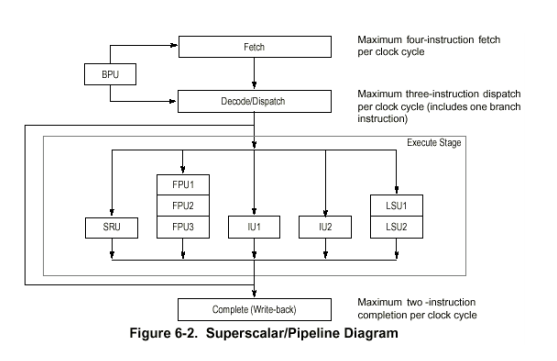 Fetch
Maximum four-instruction fetch
per clock cycle
BPU
Decode/Dispatch
Maximum three-instruction dispatch
per clock cycle (includes one branch
instruction)
Execute Stage
FPU1
FPU2
FPU3
SRU
IU1
IU2
LSU1
LSU2
Complete (Write-back)
Maximum two -instruction
completion per clock cycle
Figure 6-2. Superscalar/Pipeline Diagram